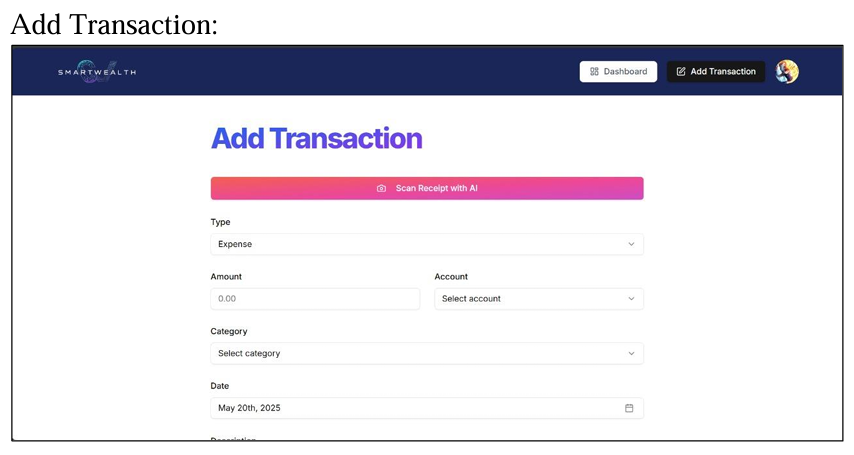 Add Transaction:
SMARTWEALTH
Dashboard
Add Transaction
Add Transaction
Scan Receipt with AI
Type
Expense
Amount
Account
0.00
Select account
Category
Select category
Date
May 20th, 2025
Description